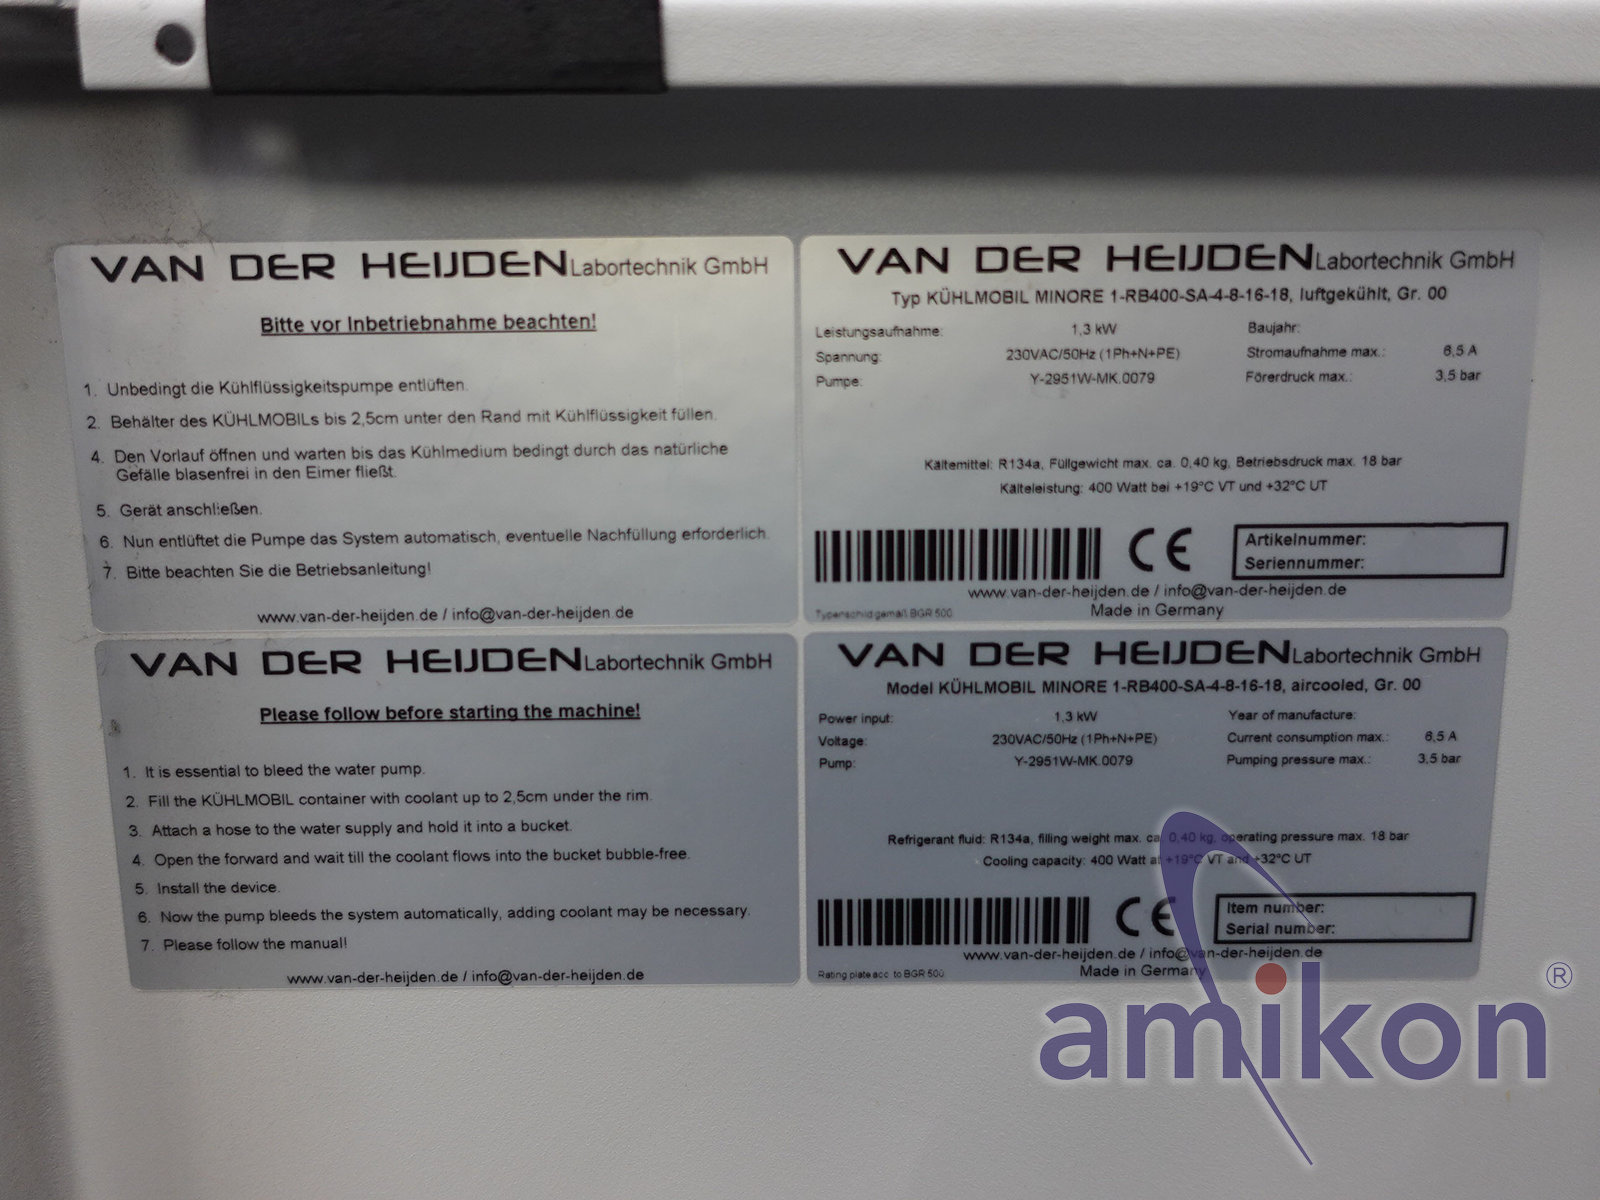 VAN DER HEIJDEN Labortechnik GmbH
Bitte vor Inbetriebnahme beachten!
1. Unbedingt die Kühlflüssigkeitspumpe entlüften.
2. Behälter des KÜHLMOBILs bis 2,5cm unter den Rand mit Kühlflüssigkeit füllen.
4. Den Vorlauf öffnen und warten bis das Kühlmedium bedingt durch das natürliche
Gefälle blasenfrei in den Eimer fließt.
5. Gerät anschließen.
6. Nun entlüftet die Pumpe das System automatisch, eventuelle Nachfüllung erforderlich.
7. Bitte beachten Sie die Betriebsanleitung!
www.van-der-heijden.de / info@van-der-heijden.de
VAN DER HEIJDEN Labortechnik GmbH
Typ KÜHLMOBIL MINORE 1-RB400-SA-4-8-16-18, luftgekühlt, Gr. 00
Leistungsaufnahme: 1,3 kW Baujahr:
Spannung: 230VAC/50Hz (1Ph+N+PE) Stromaufnahme max.: 6,5 A
Pumpe: Y-2951W-MK.0079 Förerdruck max.: 3,5 bar
Kältemittel: R134a, Füllgewicht max. ca. 0,40 kg, Betriebsdruck max. 18 bar
Kälteleistung: 400 Watt bei +19°C VT und +32°C UT
CE
Artikelnummer:
Seriennummer:
www.van-der-heijden.de / info@van-der-heijden.de
Typenschild gemäß BGR 500 Made in Germany
VAN DER HEIJDEN Labortechnik GmbH
Please follow before starting the machine!
1. It is essential to bleed the water pump.
2. Fill the KÜHLMOBIL container with coolant up to 2,5cm under the rim.
3. Attach a hose to the water supply and hold it into a bucket.
4. Open the forward and wait till the coolant flows into the bucket bubble-free.
5. Install the device.
6. Now the pump bleeds the system automatically, adding coolant may be necessary.
7. Please follow the manual!
www.van-der-heijden.de / info@van-der-heijden.de
VAN DER HEIJDEN Labortechnik GmbH
Model KÜHLMOBIL MINORE 1-RB400-SA-4-8-16-18, aircooled, Gr. 00
Power input: 1,3 kW Year of manufacture:
Voltage: 230VAC/50Hz (1Ph+N+PE) Current consumption max.: 6,5 A
Pump: Y-2951W-MK.0079 Pumping pressure max.: 3,5 bar
Refrigerant fluid: R134a, filling weight max. ca. 0,40 kg, operating pressure max. 18 bar
Cooling capacity: 400 Watt at +19°C VT and +32°C UT
CE
Item number:
Serial number:
www.van-der-heijden.de / info@van-der-heijden.de
Rating plate acc. to BGR 500 Made in Germany
amikon ®